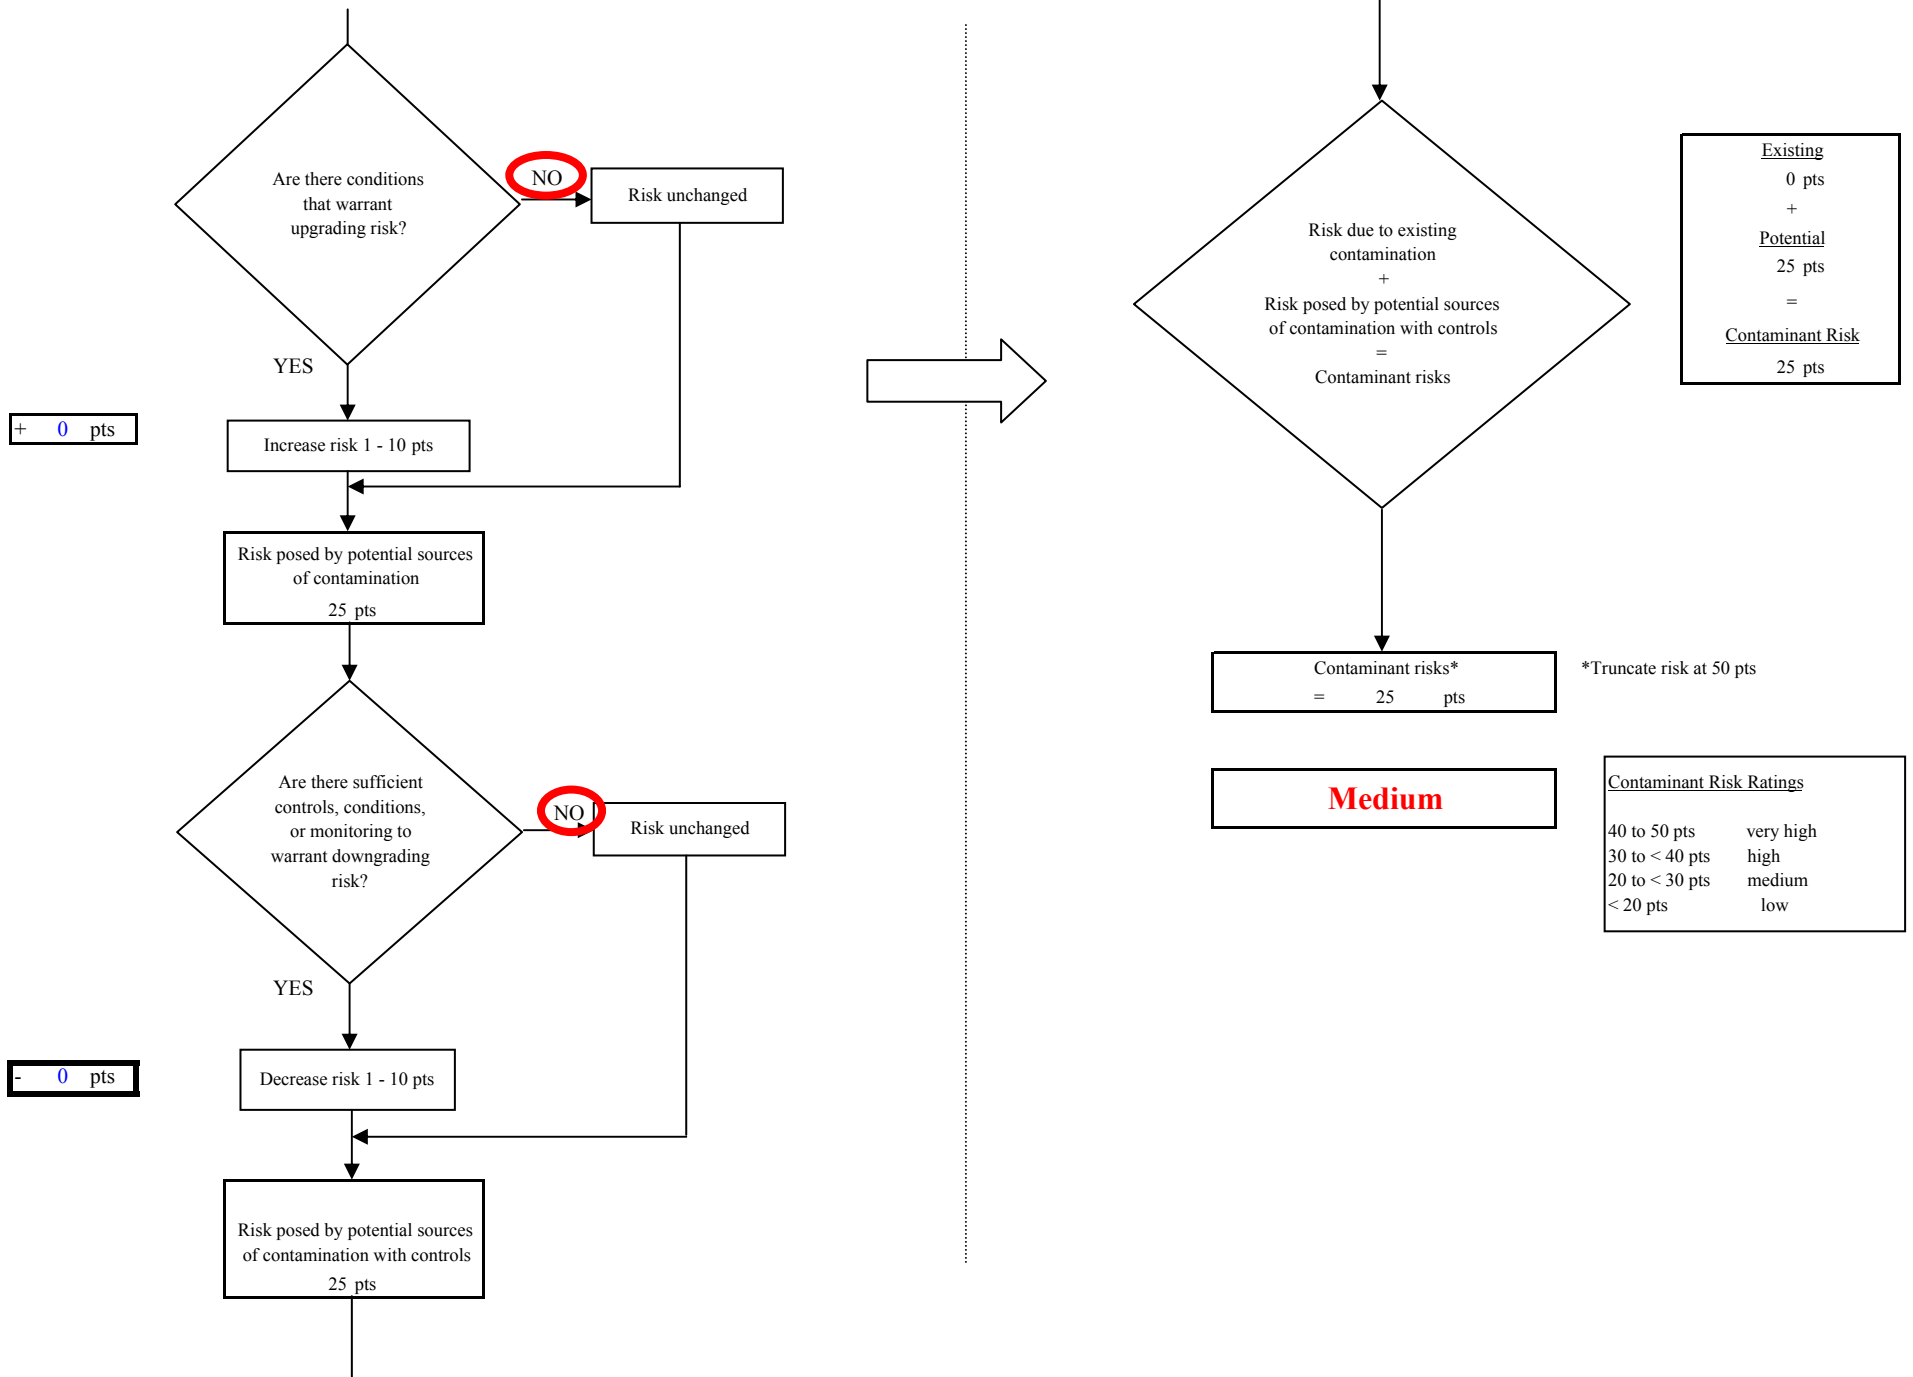 Are there conditions
that warrant
upgrading risk?
NO
Risk unchanged
YES
+ 0 pts
Increase risk 1 - 10 pts
Risk posed by potential sources
of contamination
25 pts
Are there sufficient
controls, conditions,
or monitoring to
warrant downgrading
risk?
NO
Risk unchanged
YES
- 0 pts
Decrease risk 1 - 10 pts
Risk posed by potential sources
of contamination with controls
25 pts
Risk due to existing
contamination
+
Risk posed by potential sources
of contamination with controls
=
Contaminant risks
Existing
0 pts
+
Potential
25 pts
=
Contaminant Risk
25 pts
Contaminant risks*
= 25 pts
*Truncate risk at 50 pts
Medium
Contaminant Risk Ratings
40 to 50 pts very high
30 to < 40 pts high
20 to < 30 pts medium
< 20 pts low